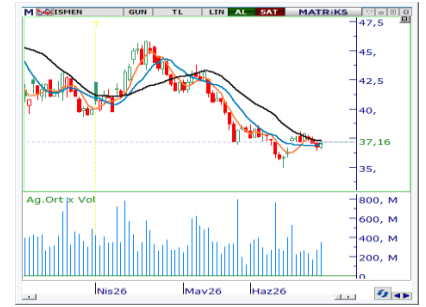 M ISMEN GUN TL LIN AL SAT MATRiKS
47,5
45,
42,5
40,
37,16
35,
Ag.Ort x Vol
800, M
600, M
400, M
200, M
0
Nis26 May26 Haz26